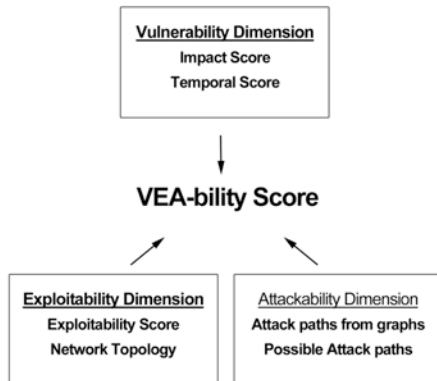 Vulnerability Dimension
Impact Score
Temporal Score
VEA-bility Score
Exploitability Dimension
Exploitability Score
Network Topology
Attackability Dimension
Attack paths from graphs
Possible Attack paths